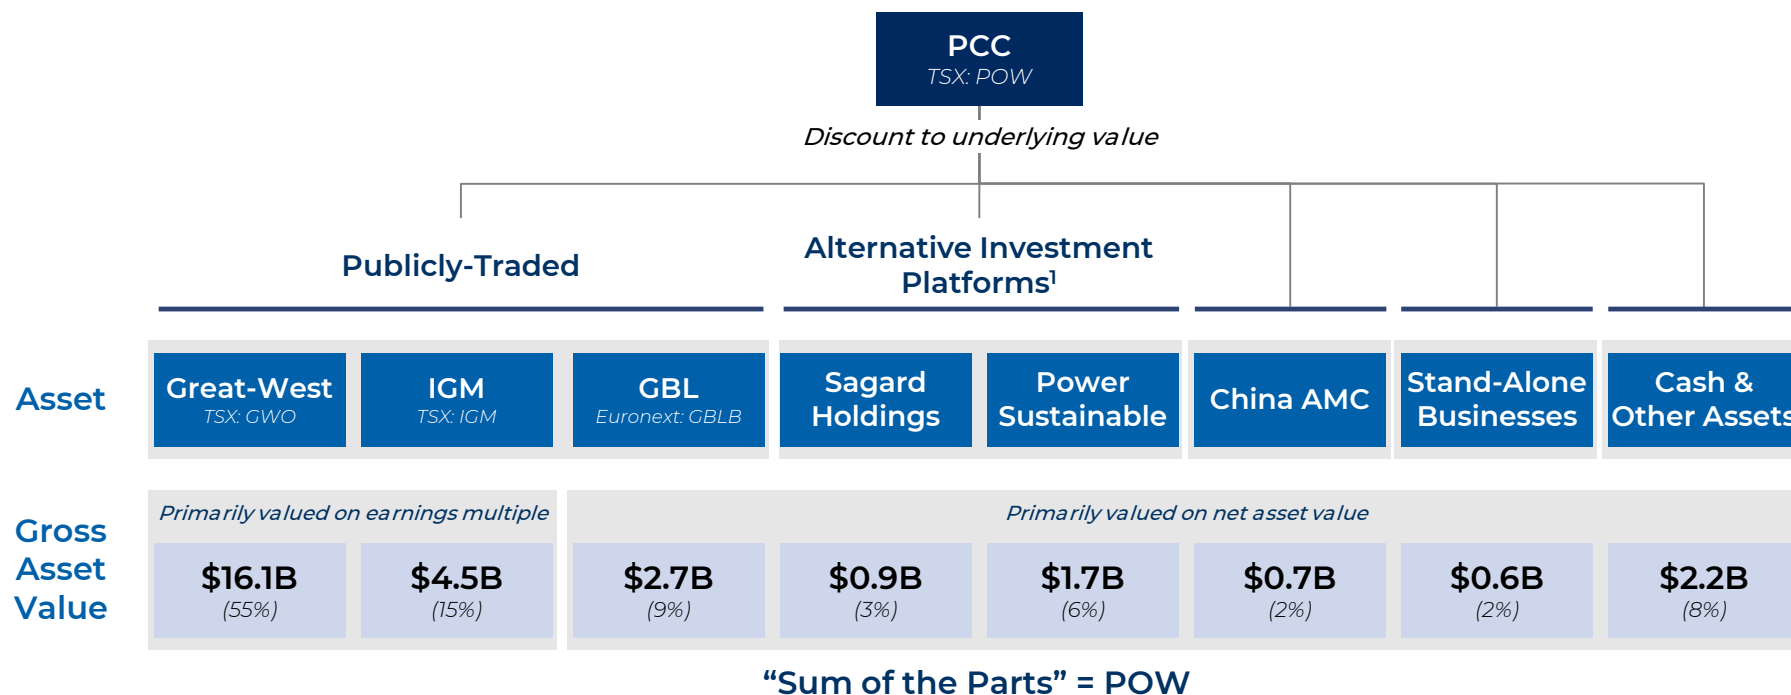 PCC
TSX: POW
Discount to underlying value
Publicly-Traded
Alternative Investment
Platforms¹
Asset
Great-West
TSX: GWO
IGM
TSX: IGM
GBL
Euronext: GBLB
Sagard
Holdings
Power
Sustainable
China AMC
Stand-Alone
Businesses
Cash &
Other Assets
Gross
Asset
Value
Primarily valued on earnings multiple
Primarily valued on net asset value
$16.1B
(55%)
$4.5B
(15%)
$2.7B
(9%)
$0.9B
(3%)
$1.7B
(6%)
$0.7B
(2%)
$0.6B
(2%)
$2.2B
(8%)
“Sum of the Parts” = POW